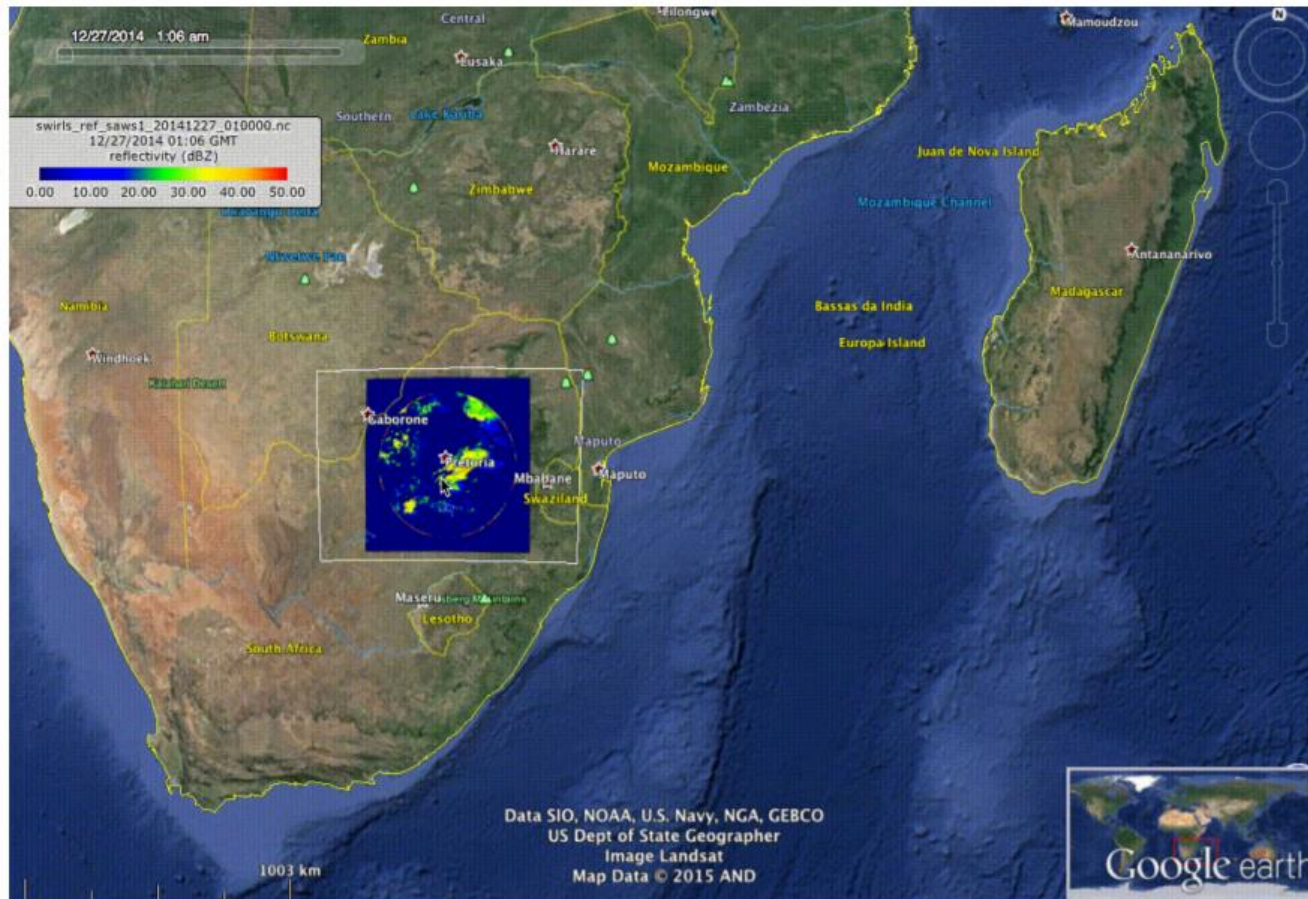 12/27/2014 1:06 am
swirls_ref_saws1_20141227_010000.nc
12/27/2014 01:06 GMT
reflectivity (dBZ)
0.00 10.00 20.00 30.00 40.00 50.00
Central
Zambia
Lusaka
Southern
Lake Kariba
Harare
Zimbabwe
Zambezia
Mozambique
Mamoudzou
N
Juan de Nova Island
Mozambique Channel
Antananarivo
Madagascar
Bassas da India
Europa Island
Namibia
Windhoek
Botswana
Kalahari Desert
Gaborone
Pretoria
Mbabane
Swaziland
Maputo
Maputo
Maseru
Lesotho
South Africa
1003 km
Data SIO, NOAA, U.S. Navy, NGA, GEBCO
US Dept of State Geographer
Image Landsat
Map Data © 2015 AND
Google earth